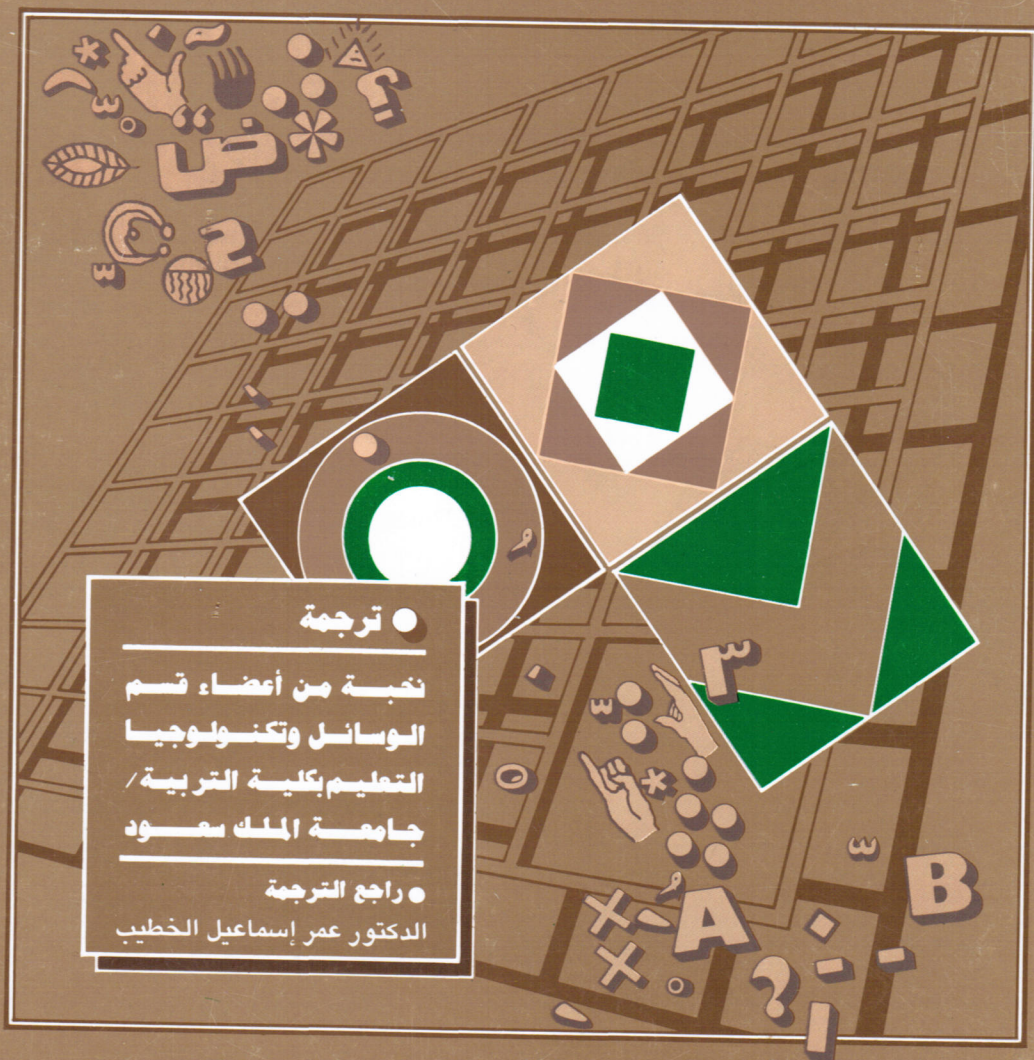 ض
ح
● ترجمة
نخبة من أعضاء قسم
الوسائل وتكنولوجيا
التعليم بكلية التربية/
جامعة الملك سعود
● راجع الترجمة
الدكتور عمر إسماعيل الخطيب
٣
B
A
؟